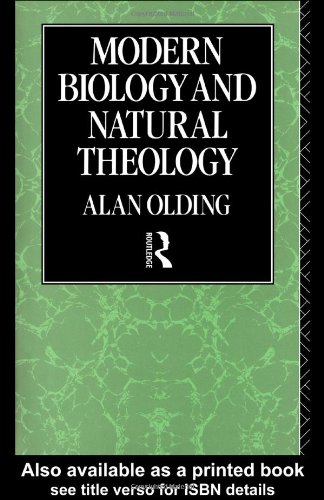 MODERN
BIOLOGY AND
NATURAL
THEOLOGY
ALAN OLDING
ROUTLEDGE
Also available as a printed book
see title verso for ISBN details